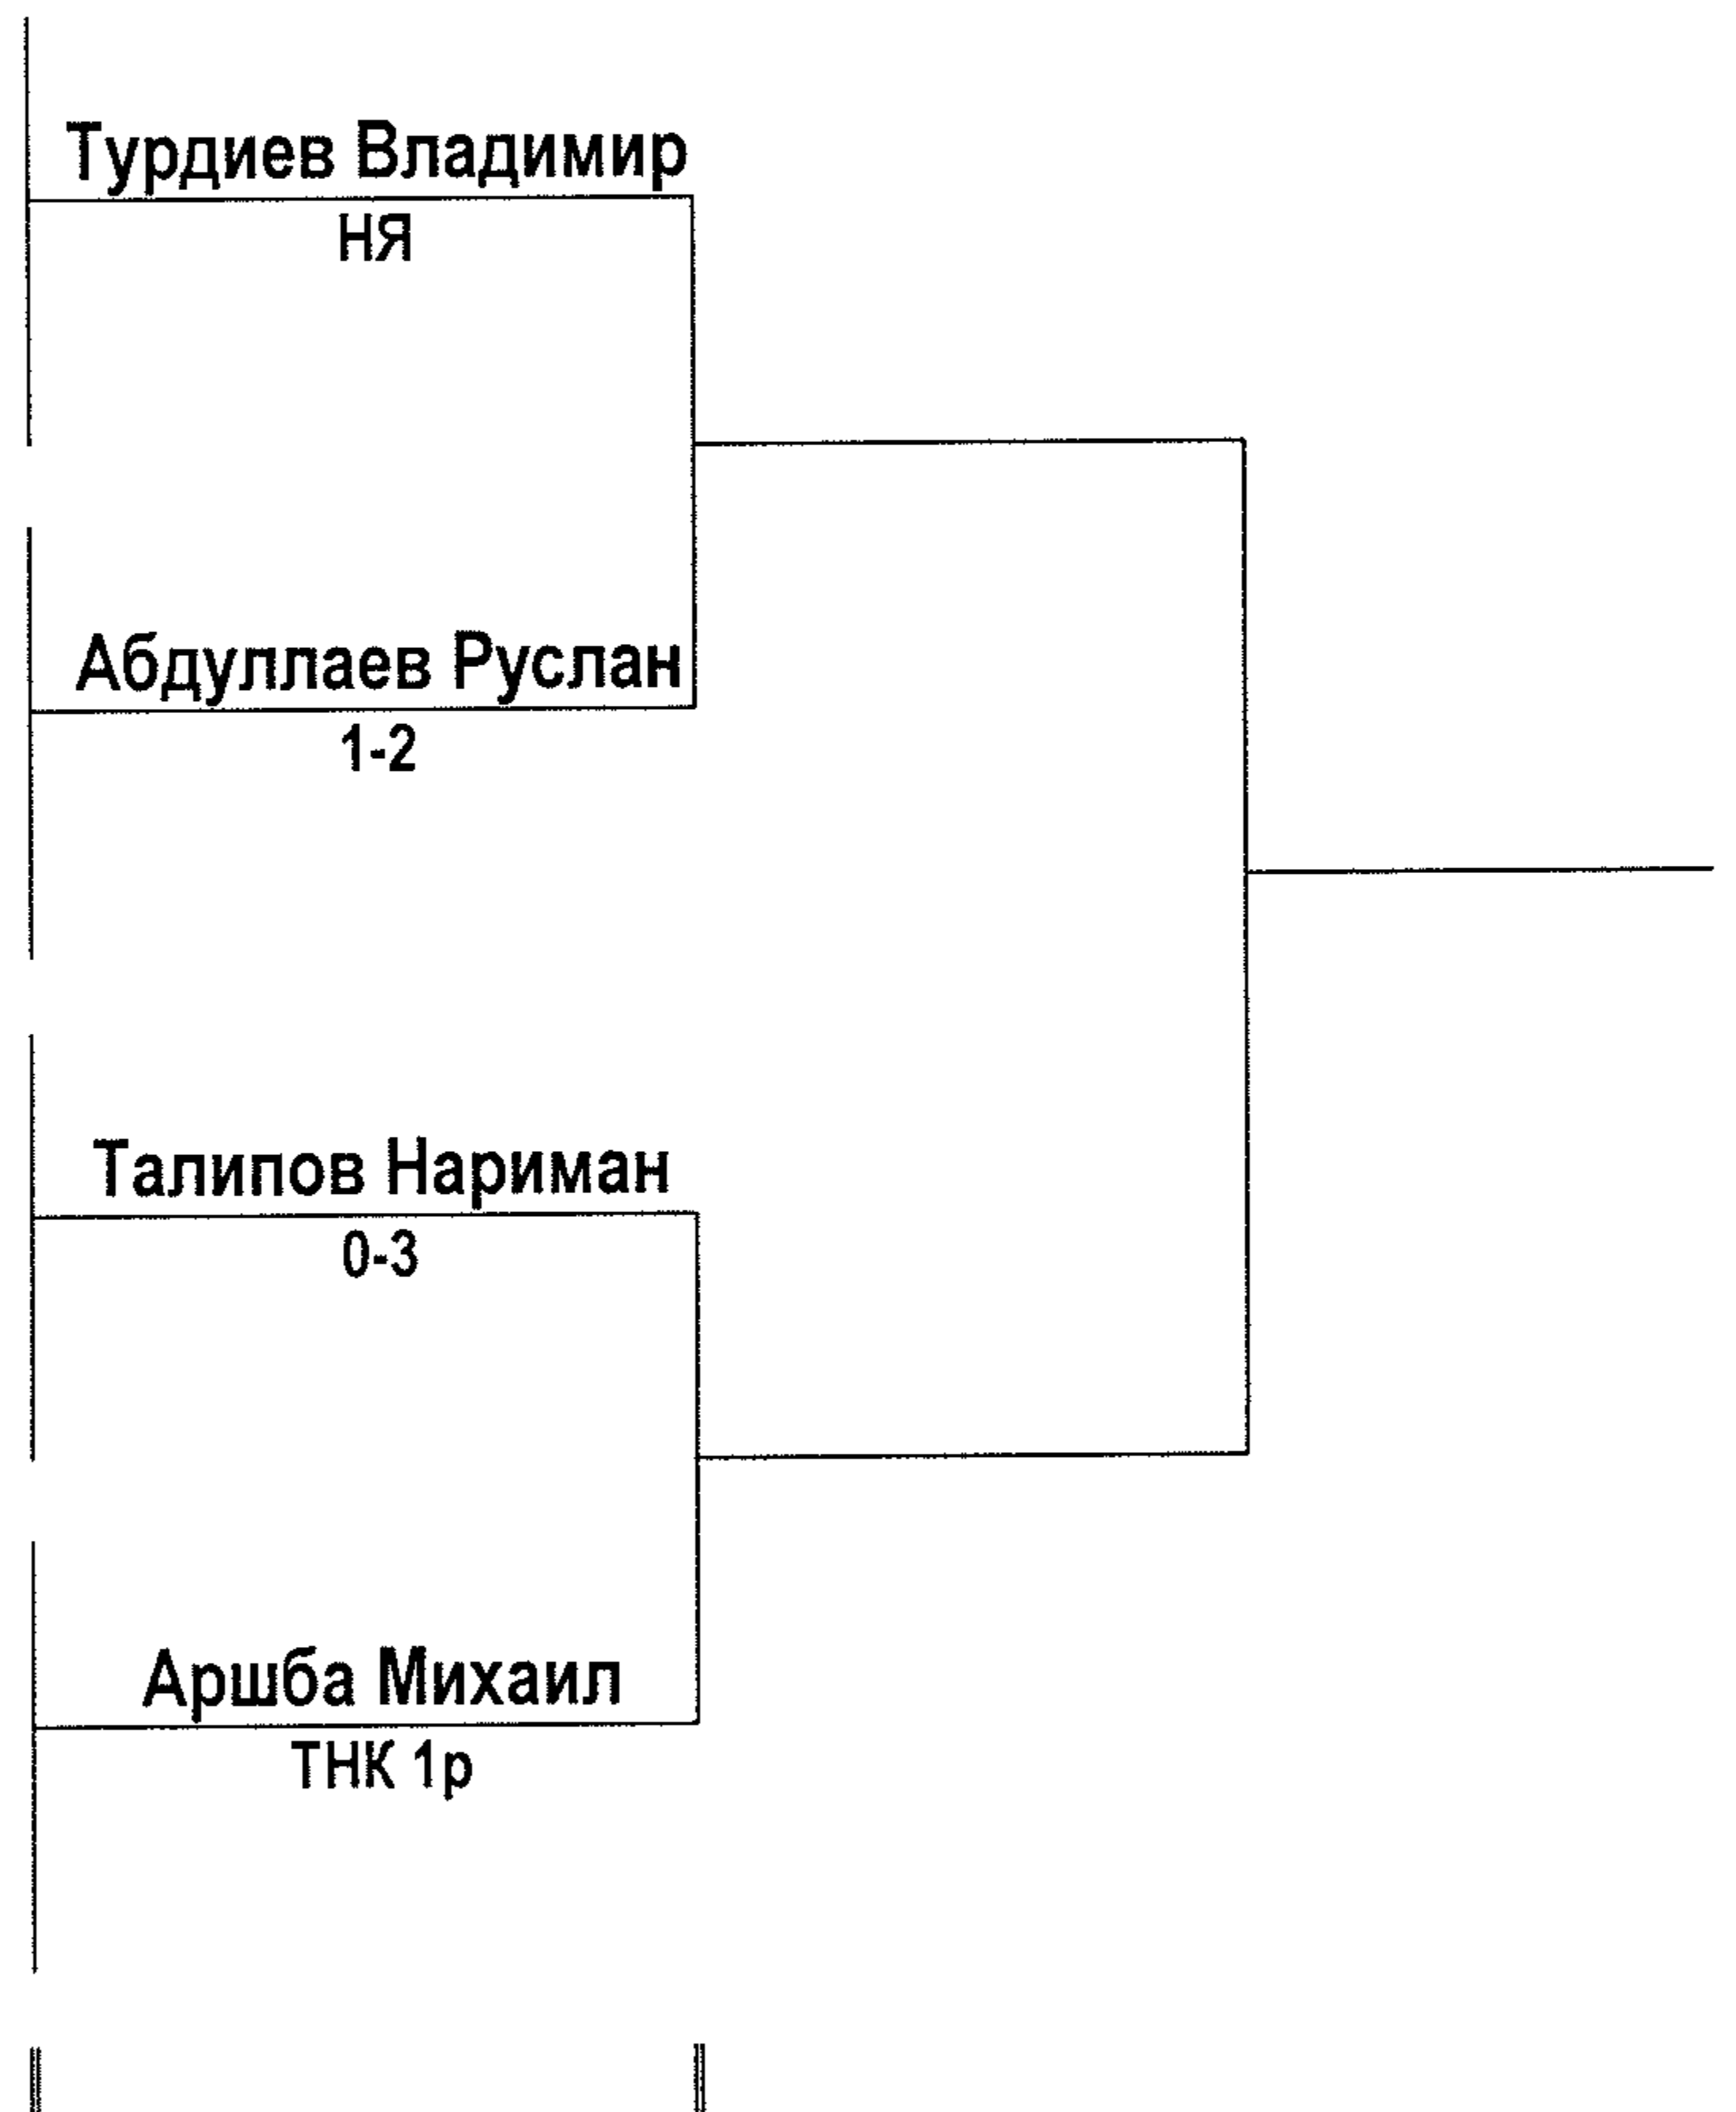 Турдиев Владимир
НЯ
Абдуллаев Руслан
1-2
Талипов Нариман
0-3
Аршба Михаил
ТНК 1р